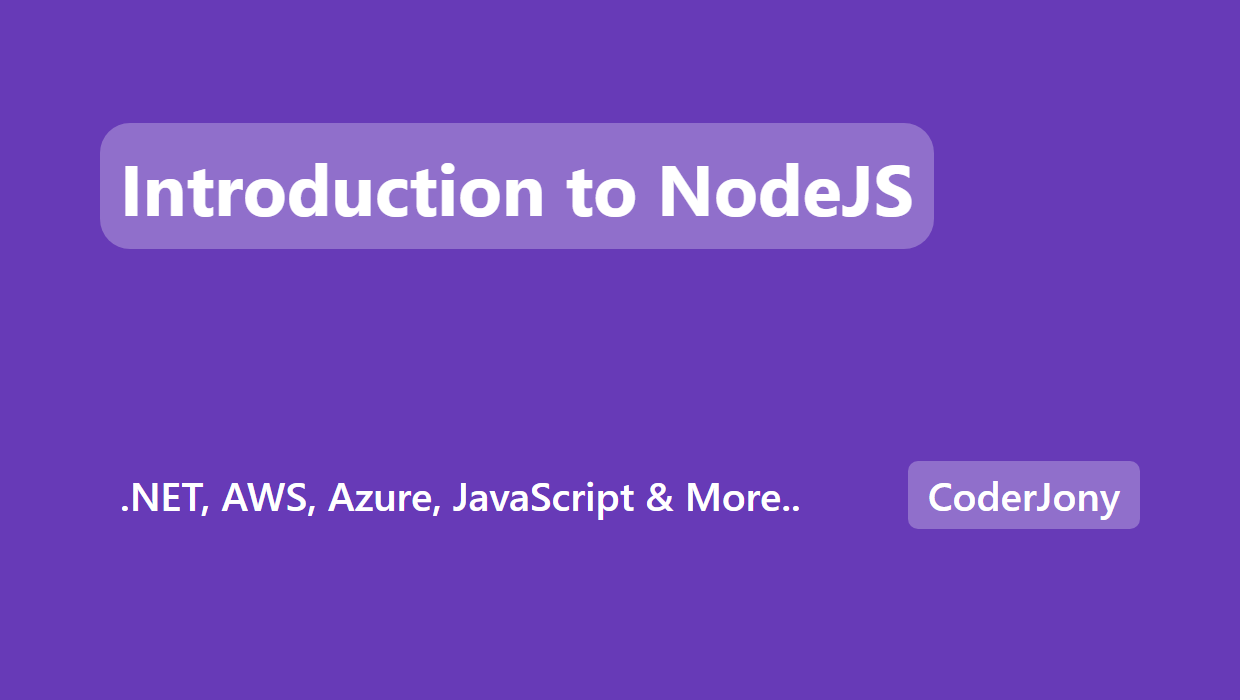 Introduction to NodeJS
.NET, AWS, Azure, JavaScript & More..
CoderJony